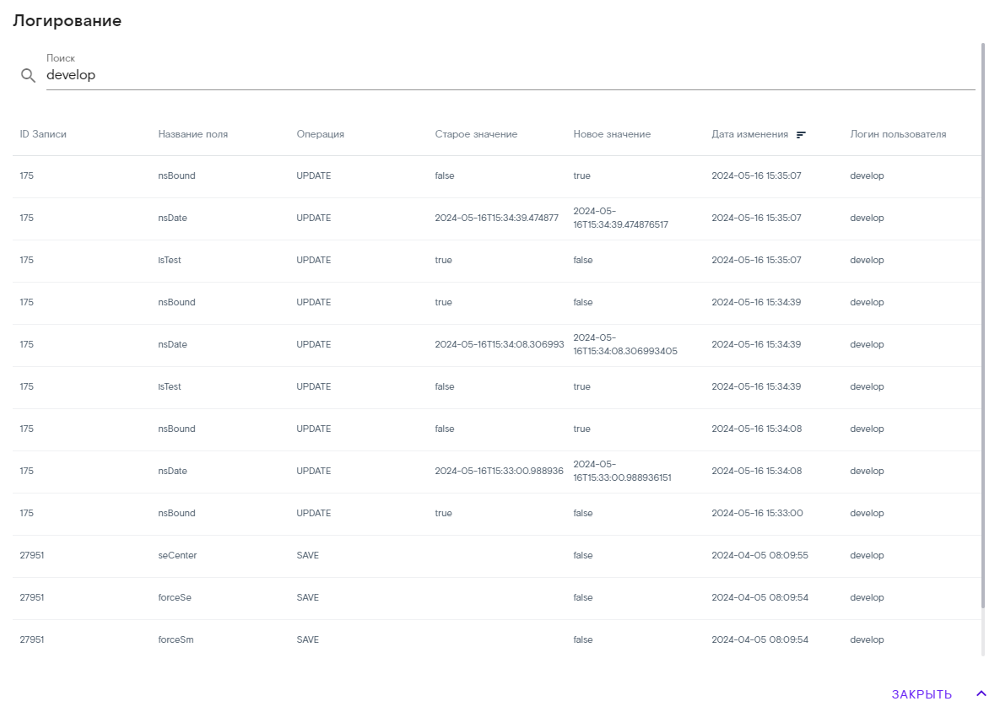 Логирование
Поиск
develop
ID Записи Название поля Операция Старое значение Новое значение Дата изменения Логин пользователя
175 nsBound UPDATE false true 2024-05-16 15:35:07 develop
175 nsDate UPDATE 2024-05-16T15:34:39.474877 2024-05-16T15:34:39.474876517 2024-05-16 15:35:07 develop
175 isTest UPDATE true false 2024-05-16 15:35:07 develop
175 nsBound UPDATE true false 2024-05-16 15:34:39 develop
175 nsDate UPDATE 2024-05-16T15:34:08.306993 2024-05-16T15:34:08.306993405 2024-05-16 15:34:39 develop
175 isTest UPDATE false true 2024-05-16 15:34:39 develop
175 nsBound UPDATE false true 2024-05-16 15:34:08 develop
175 nsDate UPDATE 2024-05-16T15:33:00.988936 2024-05-16T15:33:00.988936151 2024-05-16 15:34:08 develop
175 nsBound UPDATE true false 2024-05-16 15:33:00 develop
27951 seCenter SAVE false 2024-04-05 08:09:55 develop
27951 forceSe SAVE false 2024-04-05 08:09:54 develop
27951 forceSm SAVE false 2024-04-05 08:09:54 develop
ЗАКРЫТЬ